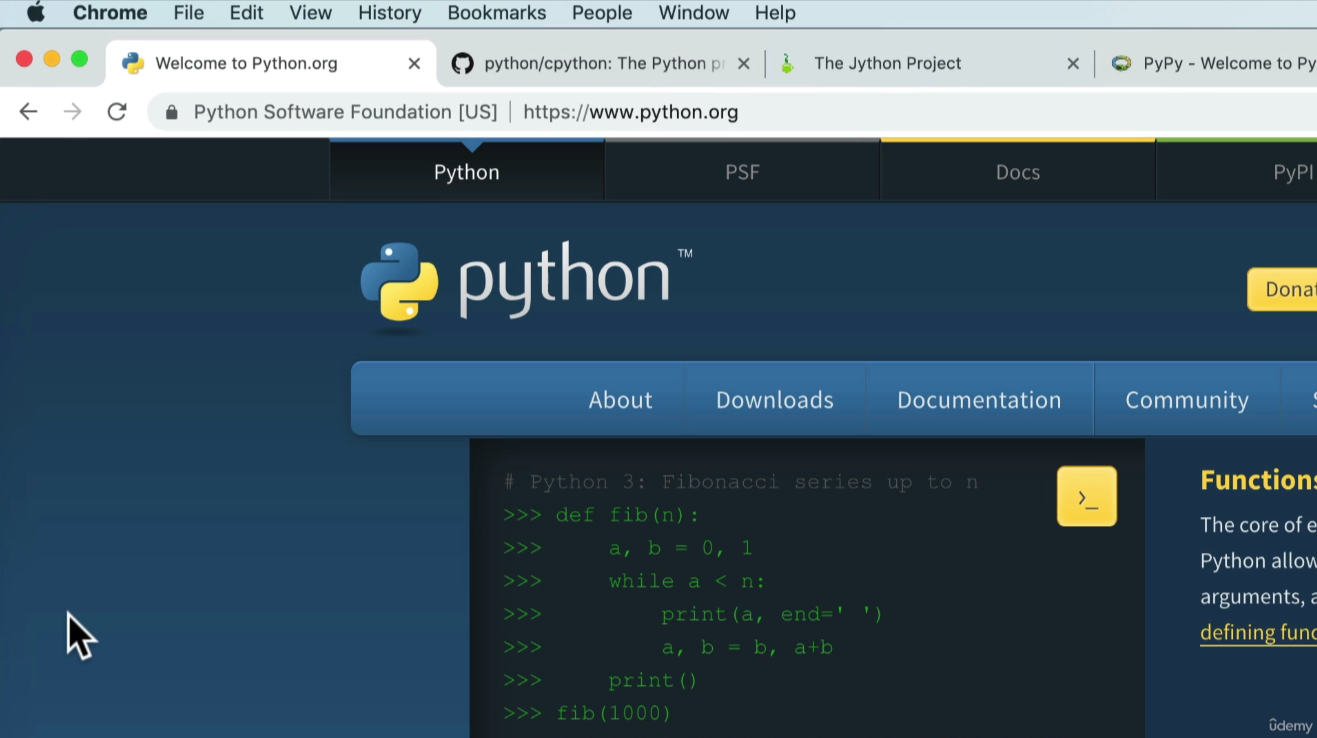 Chrome File Edit View History Bookmarks People Window Help
Welcome to Python.org python/cpython: The Python pr The Jython Project PyPy - Welcome to Py
Python Software Foundation [US] https://www.python.org
Python PSF Docs PyPI
python™
Donat
About Downloads Documentation Community
# Python 3: Fibonacci series up to n
>>> def fib(n):
>>>     a, b = 0, 1
>>>     while a < n:
>>>         print(a, end=' ')
>>>         a, b = b, a+b
>>>     print()
>>> fib(1000)
>_
Functions
The core of e
Python allow
arguments, a
defining func
ûdemy